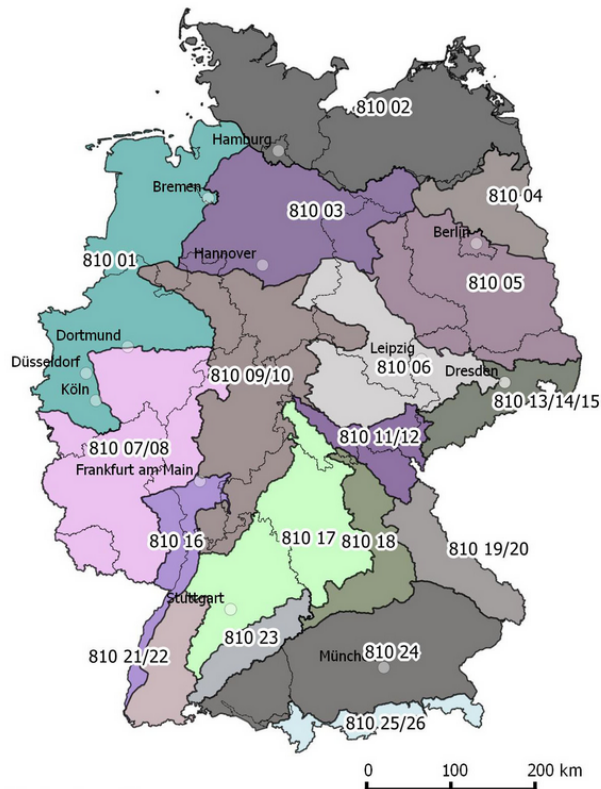 810 02
Hamburg
810 04
Bremen
810 03
Berlin
Hannover
810 01
810 05
Dortmund
Leipzig
Düsseldorf
810 06
Dresden
810 09/10
Köln
810 13/14/15
810 11/12
810 07/08
Frankfurt am Main
810 16
810 17
810 18
810 19/20
Stuttgart
810 23
810 21/22
Münch
810 24
810 25/26
0 100 200 km